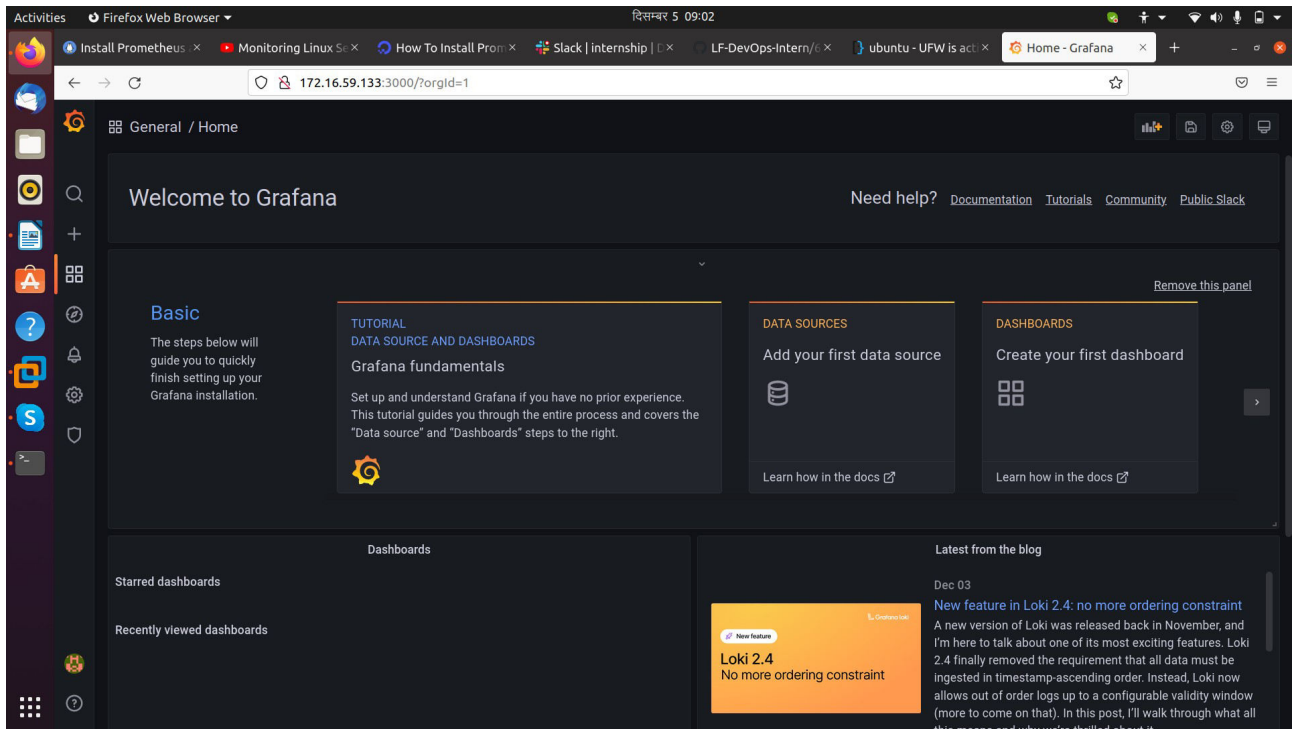 Activities Firefox Web Browser दिसम्बर 5 09:02
Install Prometheus Monitoring Linux Se How To Install Prom Slack | internship | LF-DevOps-Intern/6 ubuntu - UFW is acti Home - Grafana
172.16.59.133:3000/?orgId=1
General / Home
Welcome to Grafana
Need help? Documentation Tutorials Community Public Slack
Remove this panel
Basic
The steps below will
guide you to quickly
finish setting up your
Grafana installation.
TUTORIAL
DATA SOURCE AND DASHBOARDS
Grafana fundamentals
Set up and understand Grafana if you have no prior experience.
This tutorial guides you through the entire process and covers the
"Data source" and "Dashboards" steps to the right.
DATA SOURCES
Add your first data source
Learn how in the docs
DASHBOARDS
Create your first dashboard
Learn how in the docs
Dashboards
Starred dashboards
Recently viewed dashboards
Latest from the blog
Grafana loki
New feature
Loki 2.4
No more ordering constraint
Dec 03
New feature in Loki 2.4: no more ordering constraint
A new version of Loki was released back in November, and
I'm here to talk about one of its most exciting features. Loki
2.4 finally removed the requirement that all data must be
ingested in timestamp-ascending order. Instead, Loki now
allows out of order logs up to a configurable validity window
(more to come on that). In this post, I'll walk through what all
this means and why we're thrilled about it.